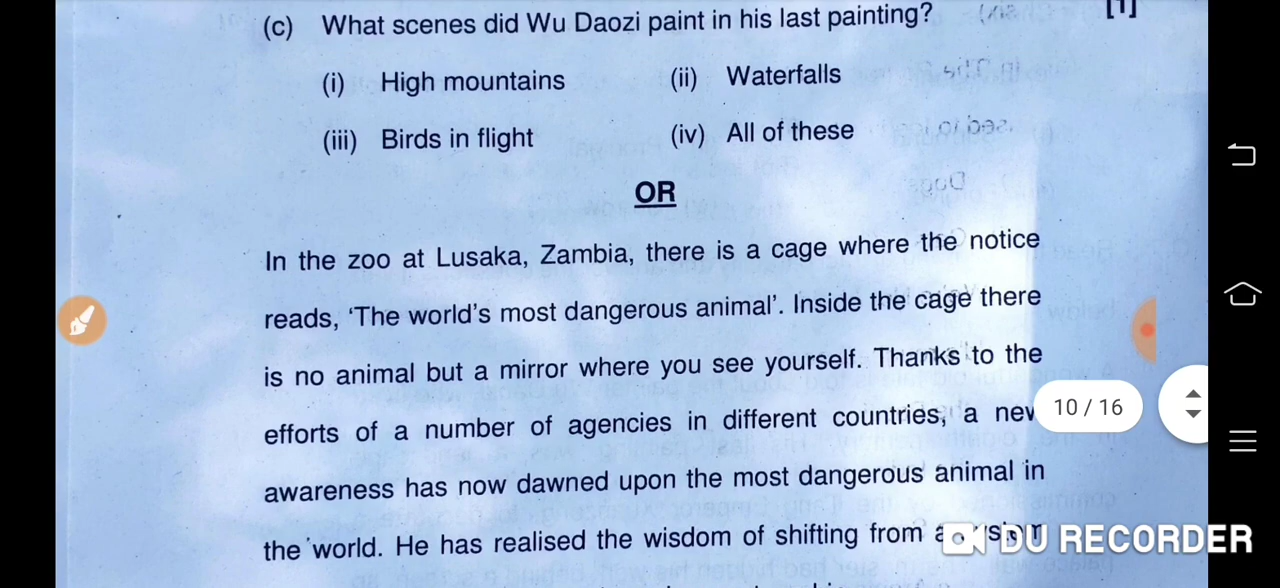 (c) What scenes did Wu Daozi paint in his last painting? [1]
(i) High mountains (ii) Waterfalls
(iii) Birds in flight (iv) All of these
OR
In the zoo at Lusaka, Zambia, there is a cage where the notice
reads, 'The world's most dangerous animal'. Inside the cage there
is no animal but a mirror where you see yourself. Thanks to the
efforts of a number of agencies in different countries, a new
10 / 16
awareness has now dawned upon the most dangerous animal in
the world. He has realised the wisdom of shifting from a
DU RECORDER